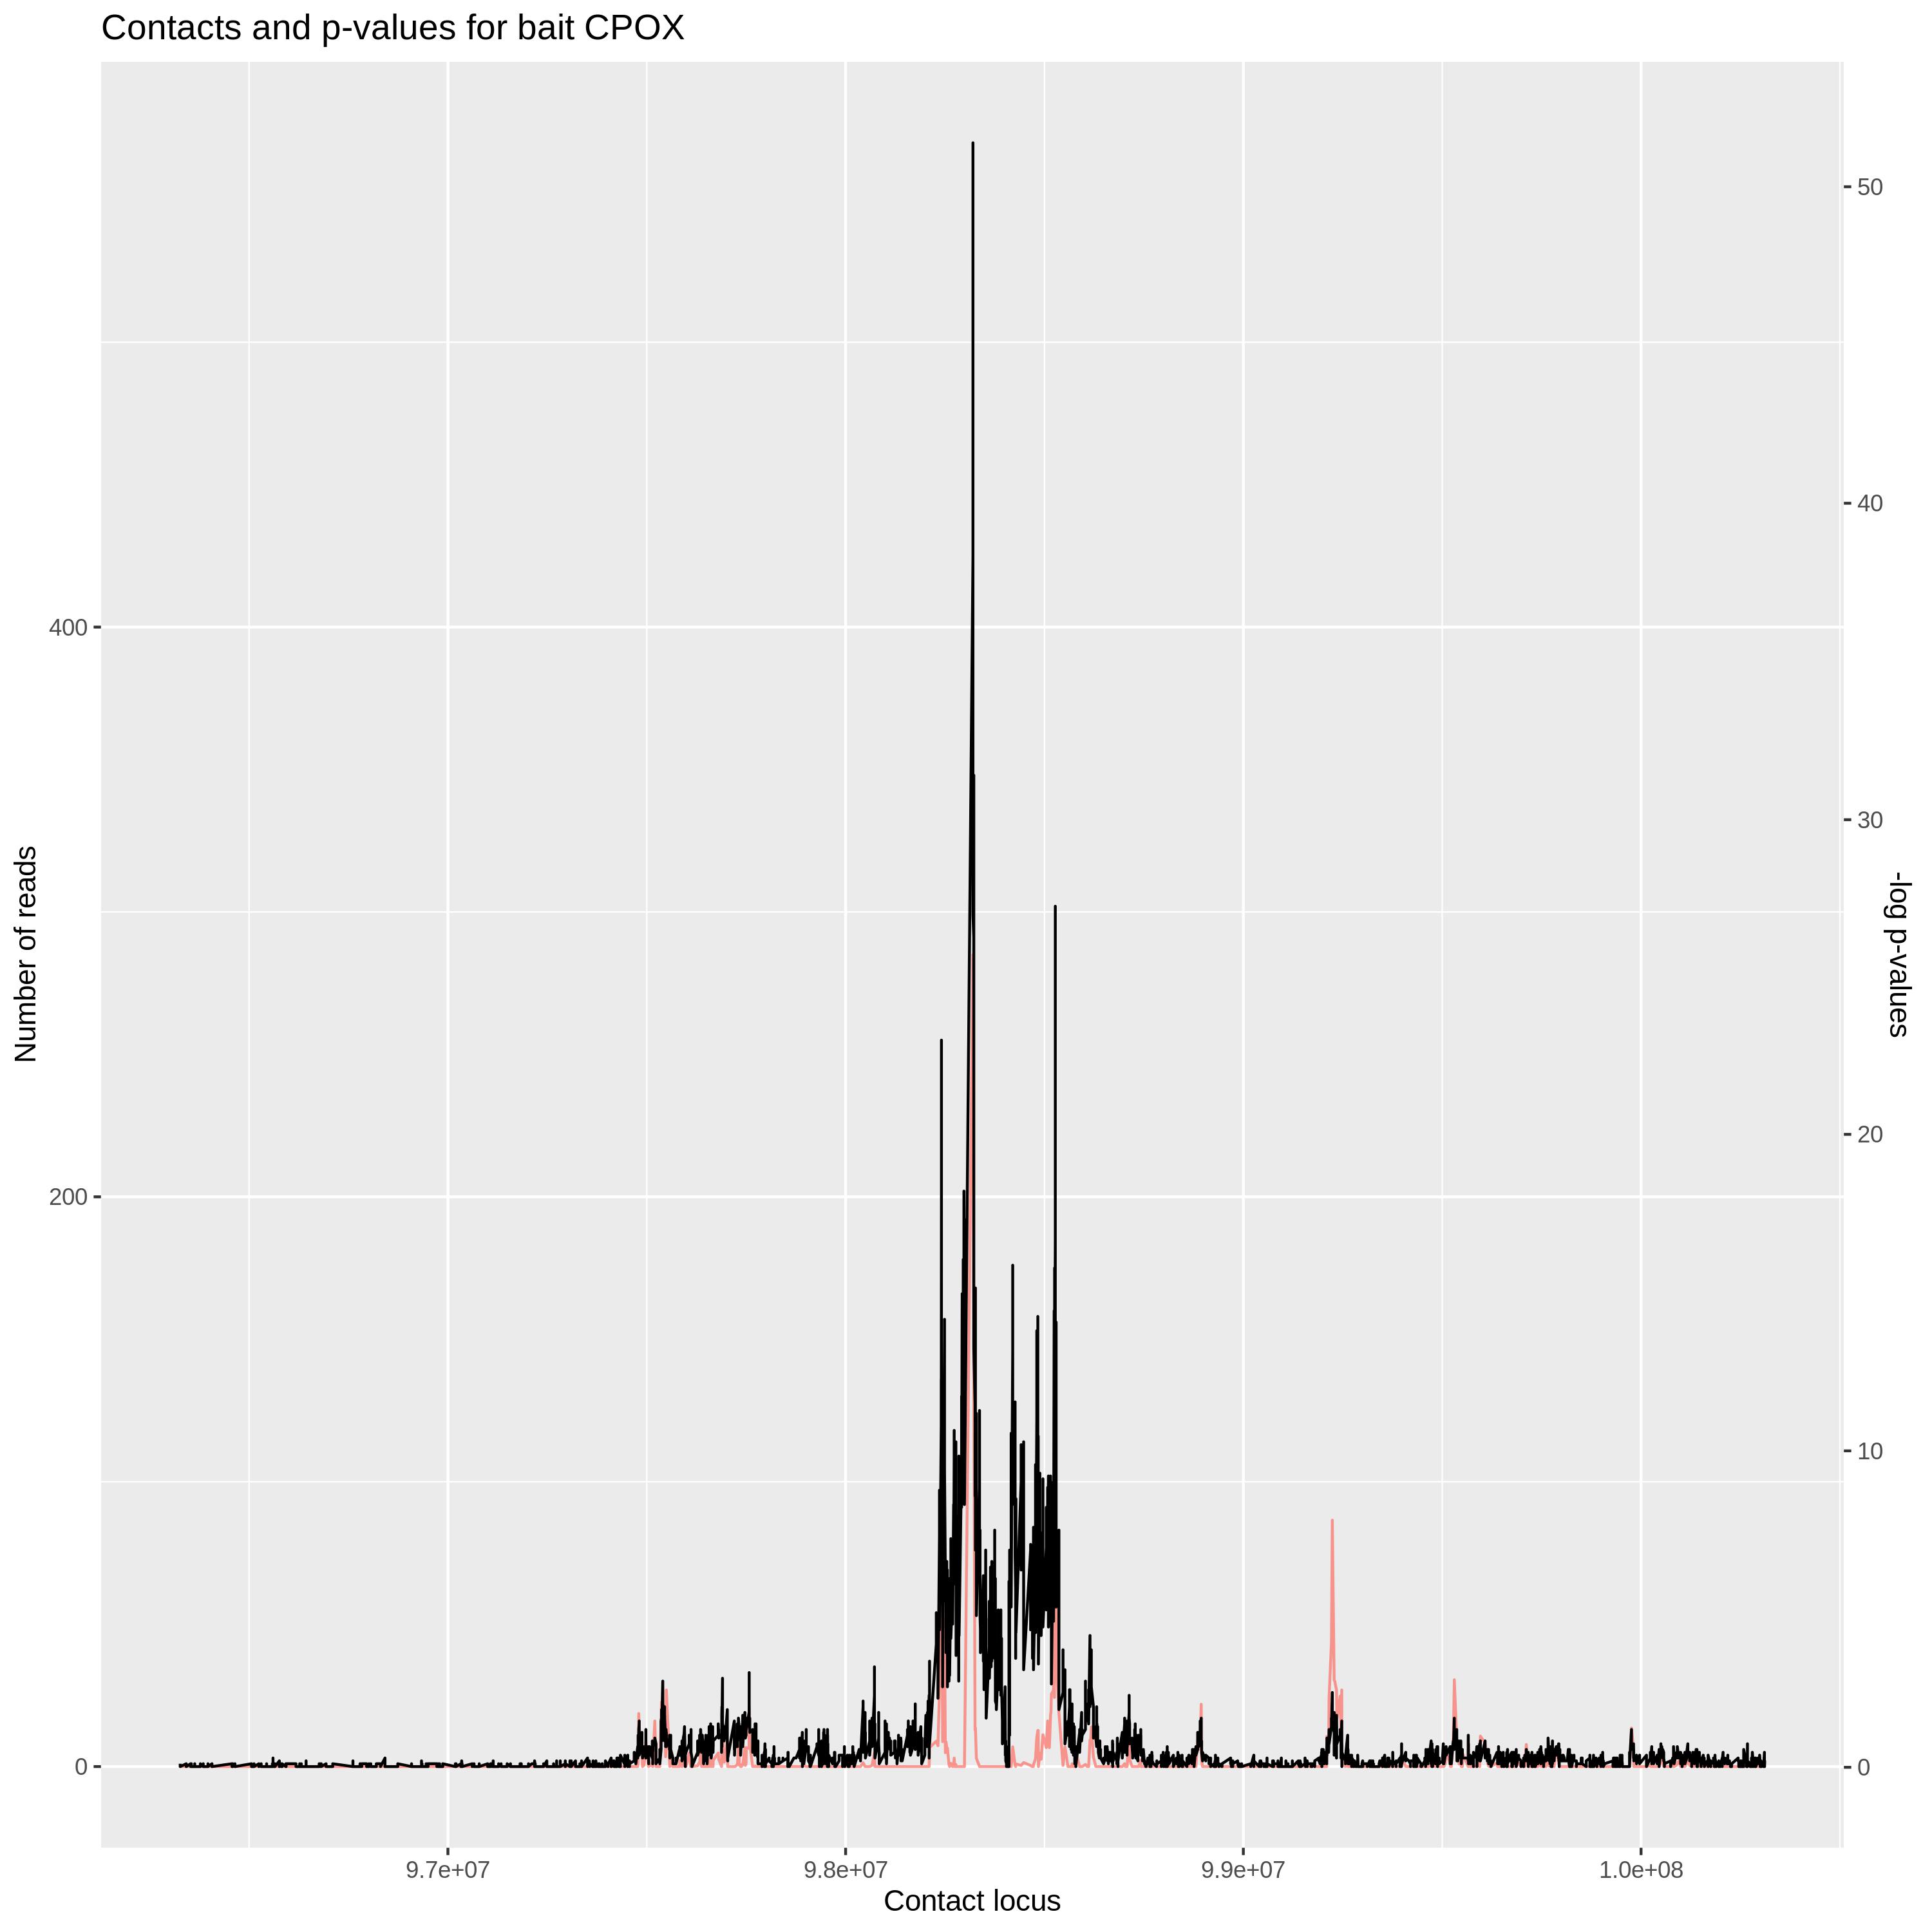 Contacts and p-values for bait CPOX
400
200
0
Number of reads
50
40
30
20
10
0
-log p-values
9.7e+07
9.8e+07
9.9e+07
1.0e+08
Contact locus